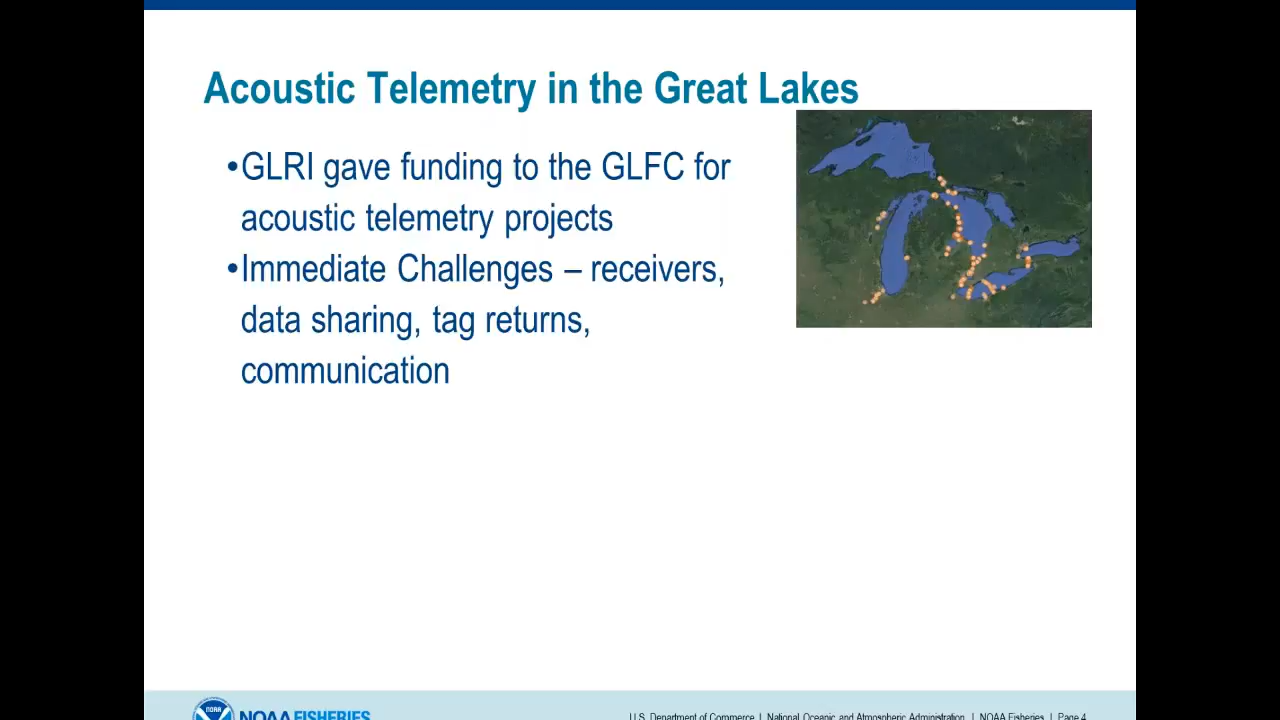 Acoustic Telemetry in the Great Lakes
•GLRI gave funding to the GLFC for
acoustic telemetry projects
•Immediate Challenges – receivers,
data sharing, tag returns,
communication
NOAA
NOAA FISHERIES
U.S. Department of Commerce | National Oceanic and Atmospheric Administration | NOAA Fisheries | Page 4